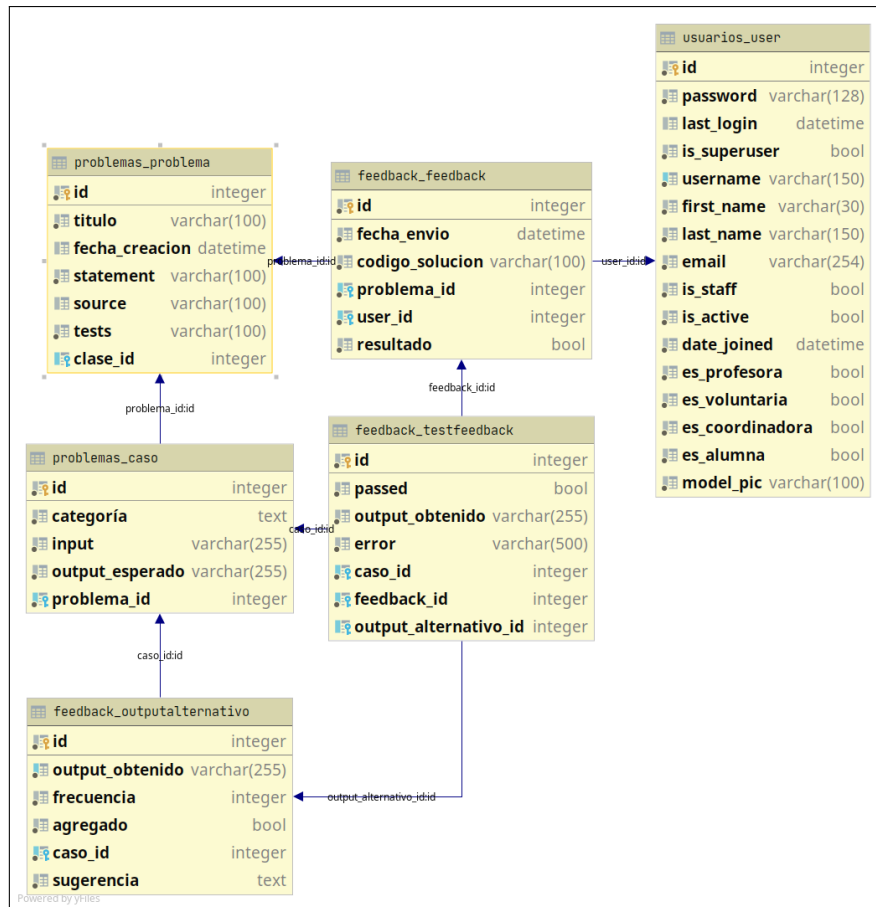 usuarios_user
id integer
password varchar(128)
last_login datetime
is_superuser bool
username varchar(150)
first_name varchar(30)
last_name varchar(150)
email varchar(254)
is_staff bool
is_active bool
date_joined datetime
es_profesora bool
es_voluntaria bool
es_coordinadora bool
es_alumna bool
model_pic varchar(100)
problemas_problema
id integer
titulo varchar(100)
fecha_creacion datetime
statement varchar(100)
source varchar(100)
tests varchar(100)
clase_id integer
problema_id:id
feedback_feedback
id integer
fecha_envio datetime
codigo_solucion varchar(100)
problema_id integer
user_id integer
resultado bool
user_id:id
problema_id:id
feedback_id:id
problemas_caso
id integer
categoría text
input varchar(255)
output_esperado varchar(255)
problema_id integer
caso_id:id
feedback_testfeedback
id integer
passed bool
output_obtenido varchar(255)
error varchar(500)
caso_id integer
feedback_id integer
output_alternativo_id integer
caso_id:id
feedback_outputalternativo
id integer
output_obtenido varchar(255)
frecuencia integer
agregado bool
caso_id integer
sugerencia text
output_alternativo_id:id
Powered by yFiles